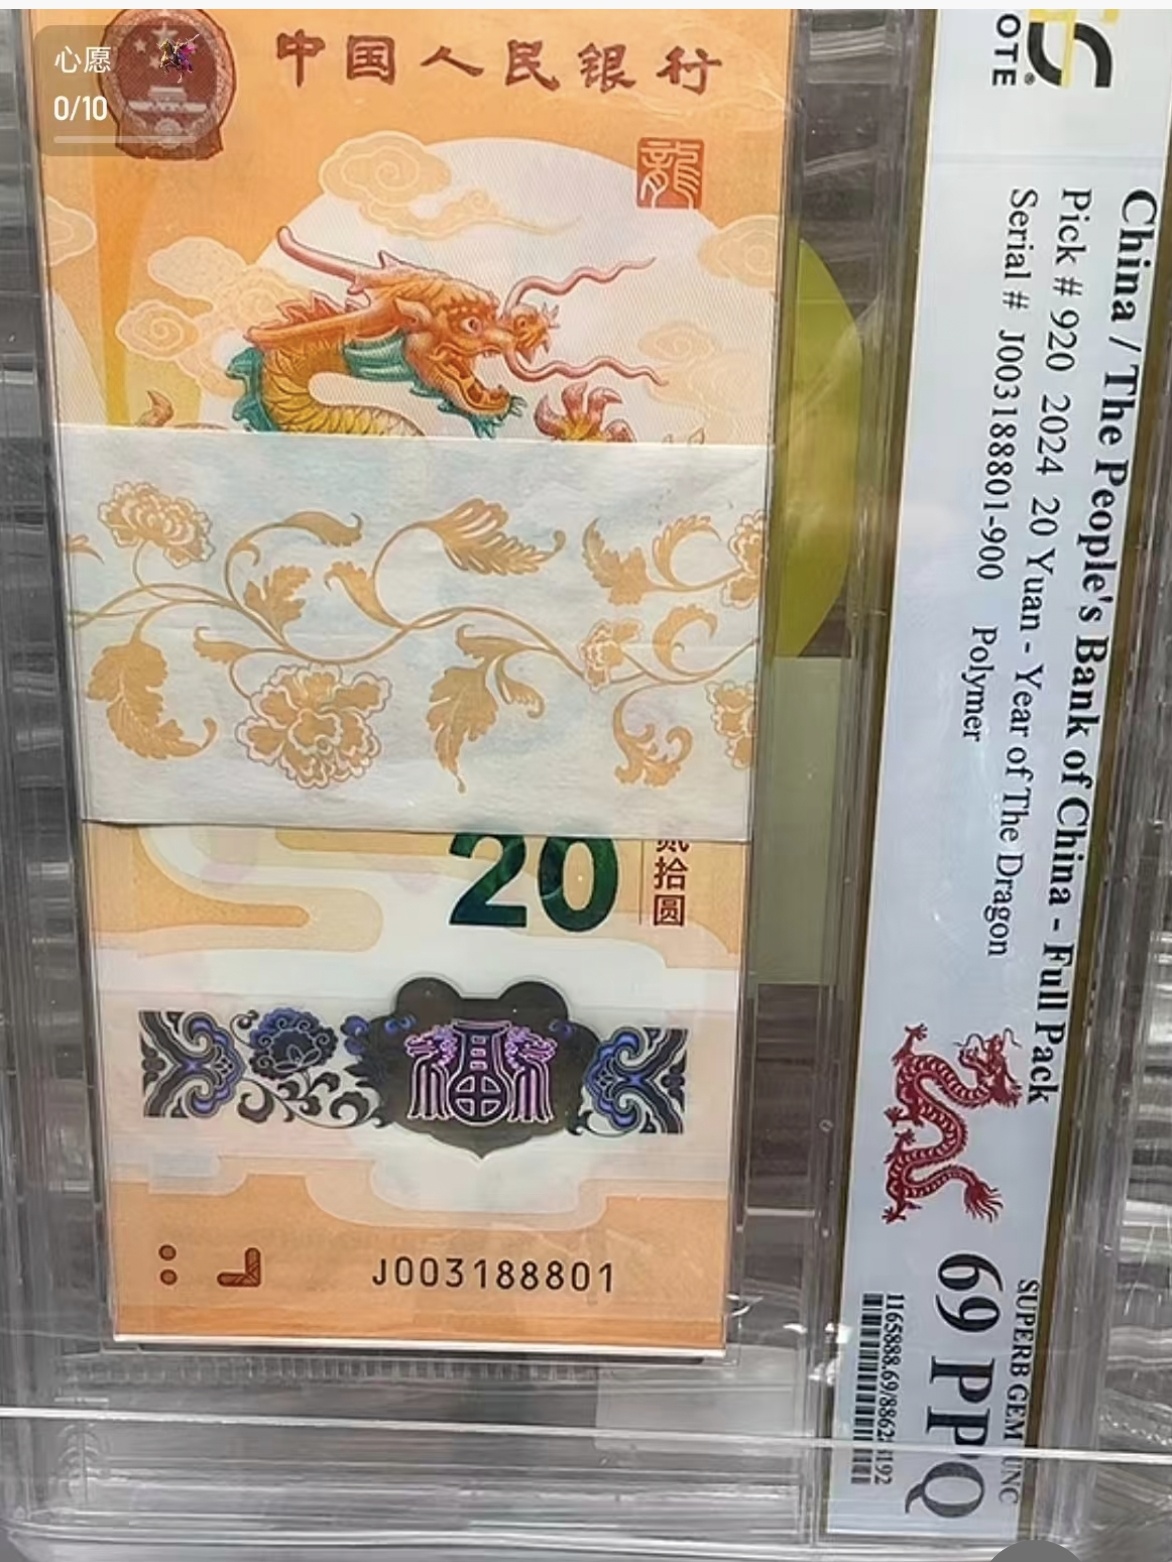 心愿
0/10
中国人民银行
龍
20
贰拾圆
福
J003188801
OTE®
China / The People's Bank of China - Full Pack
Pick # 920 2024 20 Yuan - Year of The Dragon
Serial # J003188801-900 Polymer
SUPERB GEM UNC
69 PPQ